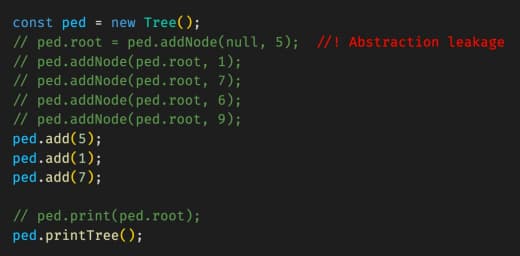 const ped = new Tree();
// ped.root = ped.addNode(null, 5);  //! Abstraction leakage
// ped.addNode(ped.root, 1);
// ped.addNode(ped.root, 7);
// ped.addNode(ped.root, 6);
// ped.addNode(ped.root, 9);
ped.add(5);
ped.add(1);
ped.add(7);
// ped.print(ped.root);
ped.printTree();